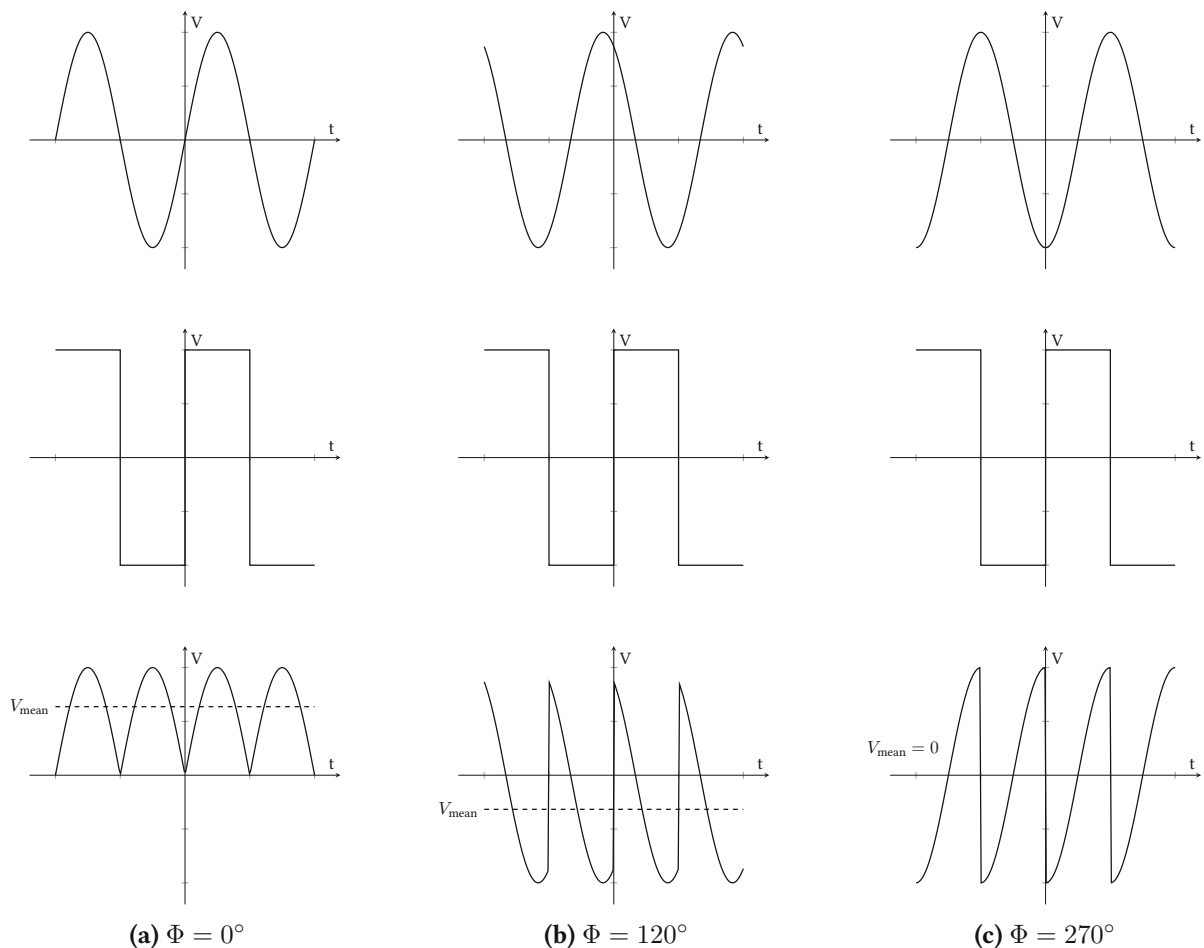 V
t
V
t
V
t
V
t
V
t
V
t
V
V_mean
t
V
V_mean
t
V
V_mean = 0
t
(a) Φ = 0°
(b) Φ = 120°
(c) Φ = 270°